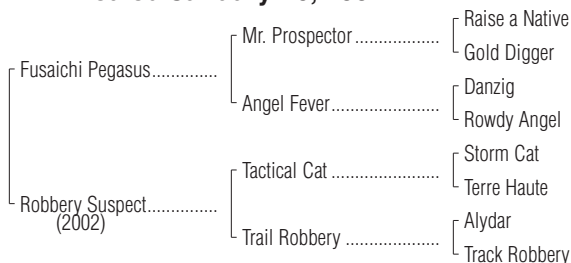 Raise a Native
Mr. Prospector ...................
Gold Digger
Fusaichi Pegasus..............
Danzig
Angel Fever........................
Rowdy Angel
Storm Cat
Tactical Cat ........................
Terre Haute
Robbery Suspect...............
(2002)
Alydar
Trail Robbery .....................
Track Robbery